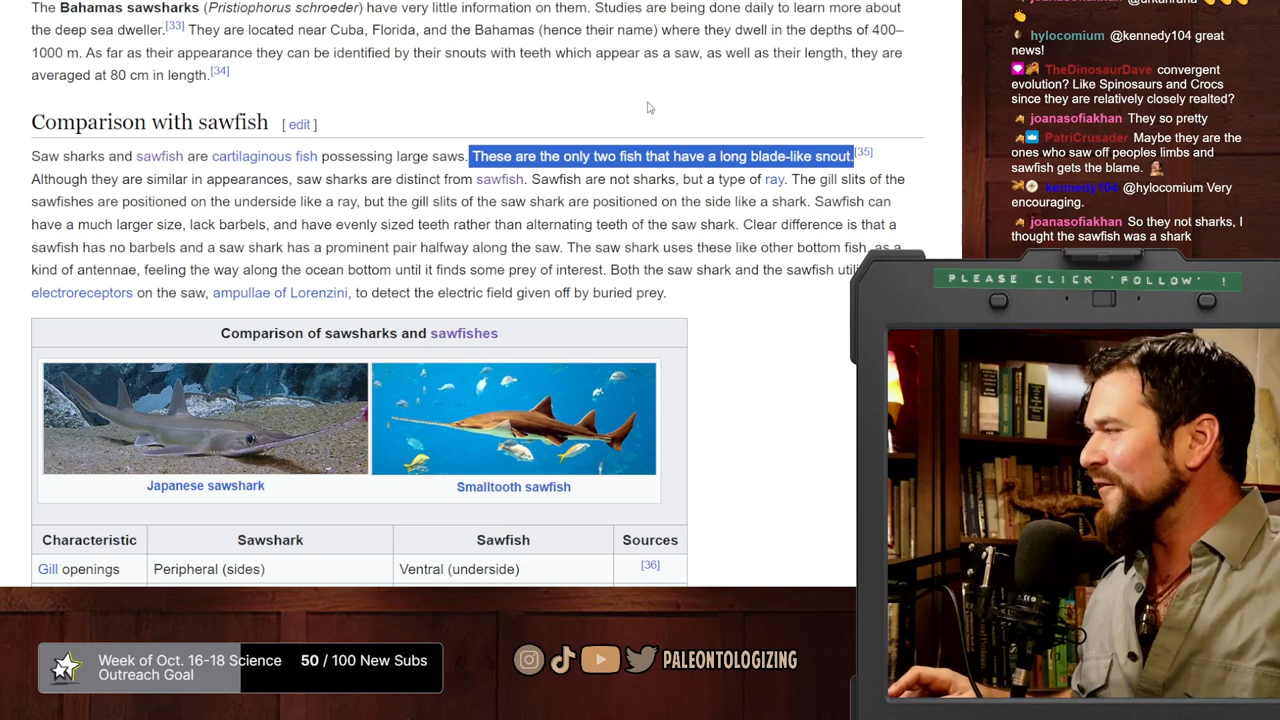 The Bahamas sawsharks (Pristiophorus schroeder) have very little information on them. Studies are being done daily to learn more about
the deep sea dweller.[33] They are located near Cuba, Florida, and the Bahamas (hence their name) where they dwell in the depths of 400–
1000 m. As far as their appearance they can be identified by their snouts with teeth which appear as a saw, as well as their length, they are
averaged at 80 cm in length.[34]
Comparison with sawfish [ edit ]
Saw sharks and sawfish are cartilaginous fish possessing large saws. These are the only two fish that have a long blade-like snout.[35]
Although they are similar in appearances, saw sharks are distinct from sawfish. Sawfish are not sharks, but a type of ray. The gill slits of the
sawfishes are positioned on the underside like a ray, but the gill slits of the saw shark are positioned on the side like a shark. Sawfish can
have a much larger size, lack barbels, and have evenly sized teeth rather than alternating teeth of the saw shark. Clear difference is that a
sawfish has no barbels and a saw shark has a prominent pair halfway along the saw. The saw shark uses these like other bottom fish, as a
kind of antennae, feeling the way along the ocean bottom until it finds some prey of interest. Both the saw shark and the sawfish
electroreceptors on the saw, ampullae of Lorenzini, to detect the electric field given off by buried prey.
Comparison of sawsharks and sawfishes
Japanese sawshark
Smalltooth sawfish
Characteristic Sawshark Sawfish Sources
Gill openings Peripheral (sides) Ventral (underside) [36]
hylocomium @kennedy104 great
news!
TheDinosaurDave convergent
evolution? Like Spinosaurs and Crocs
since they are relatively closely realted?
joanasofiakhan They so pretty
PatriCrusader Maybe they are the
ones who saw off peoples limbs and
sawfish gets the blame.
kennedy104 @hylocomium Very
encouraging.
joanasofiakhan So they not sharks, I
thought the sawfish was a shark
PLEASE CLICK 'FOLLOW' !
Week of Oct. 16-18 Science
Outreach Goal
50 / 100 New Subs
PALEONTOLOGIZING